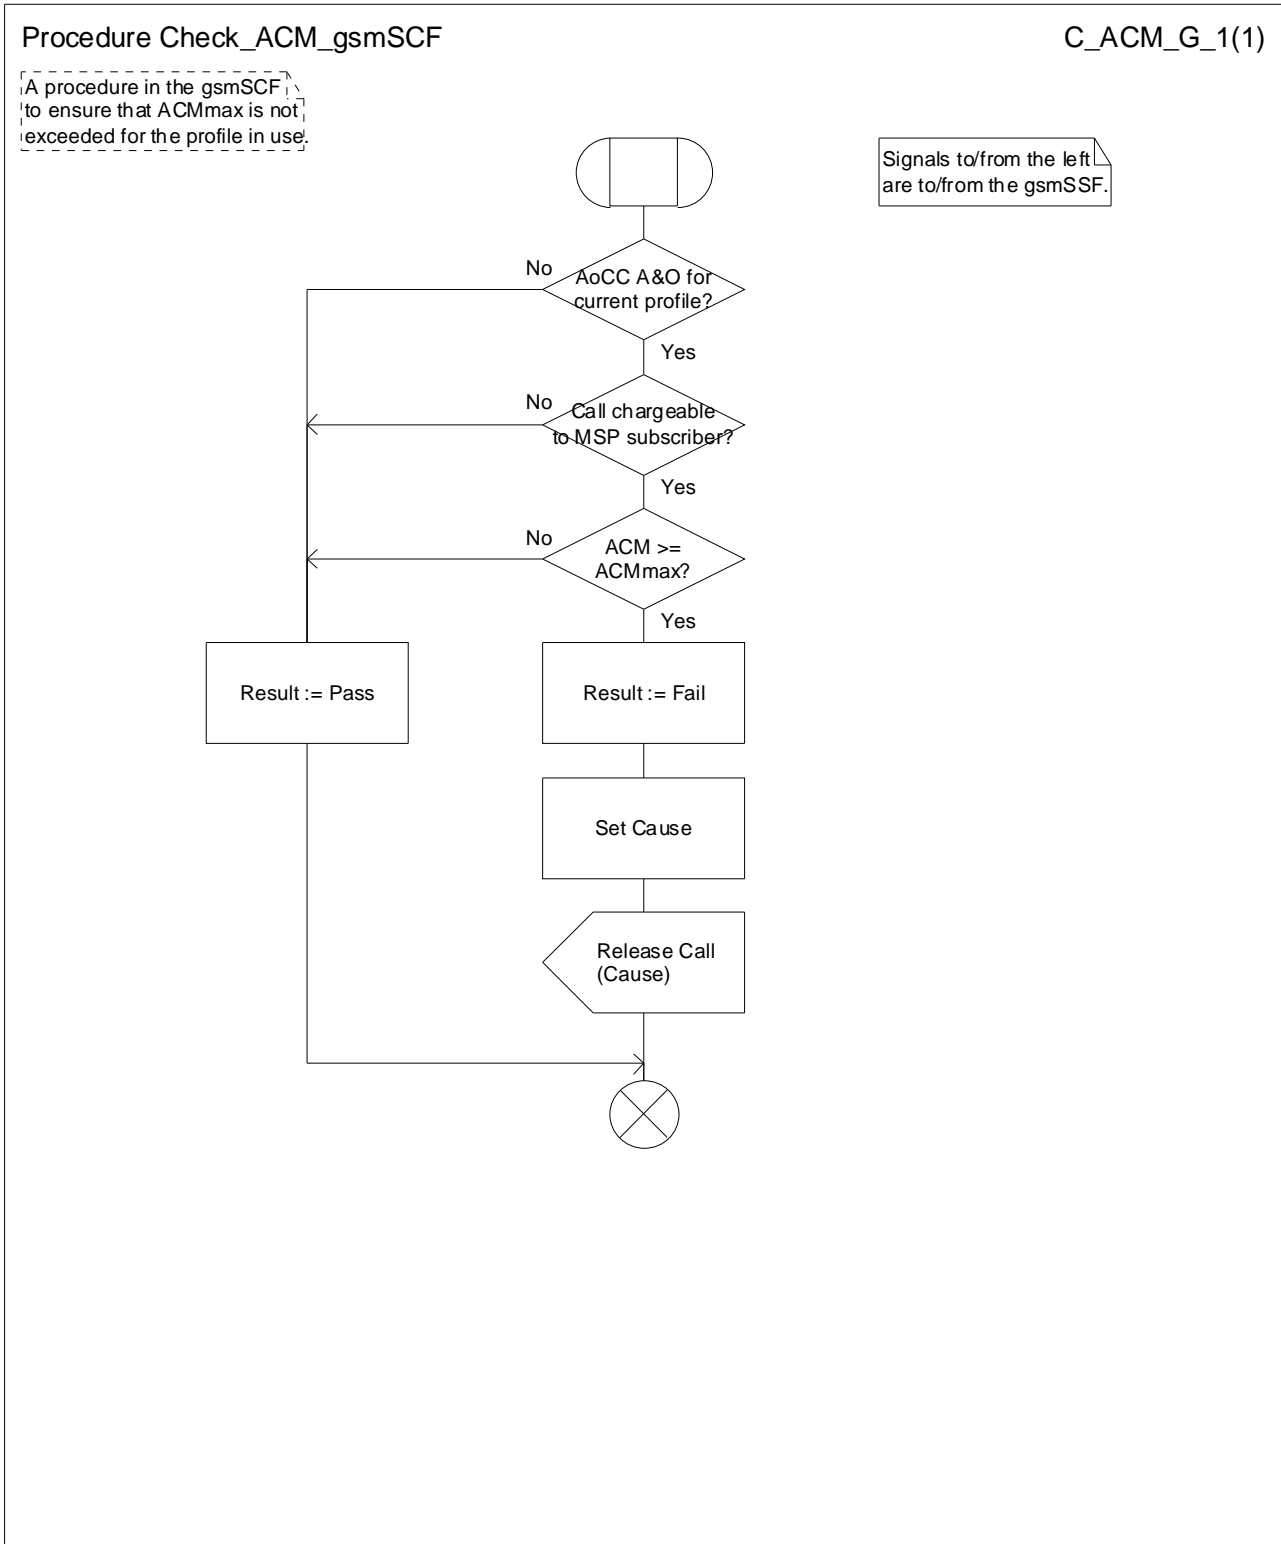 Procedure Check_ACM_gsmSCF
C_ACM_G_1(1)
A procedure in the gsmSCF
to ensure that ACMmax is not
exceeded for the profile in use.
Signals to/from the left
are to/from the gsmSSF.
No
AoCC A&O for
current profile?
Yes
No
Call chargeable
to MSP subscriber?
Yes
No
ACM >=
ACMmax?
Yes
Result := Pass
Result := Fail
Set Cause
Release Call
(Cause)